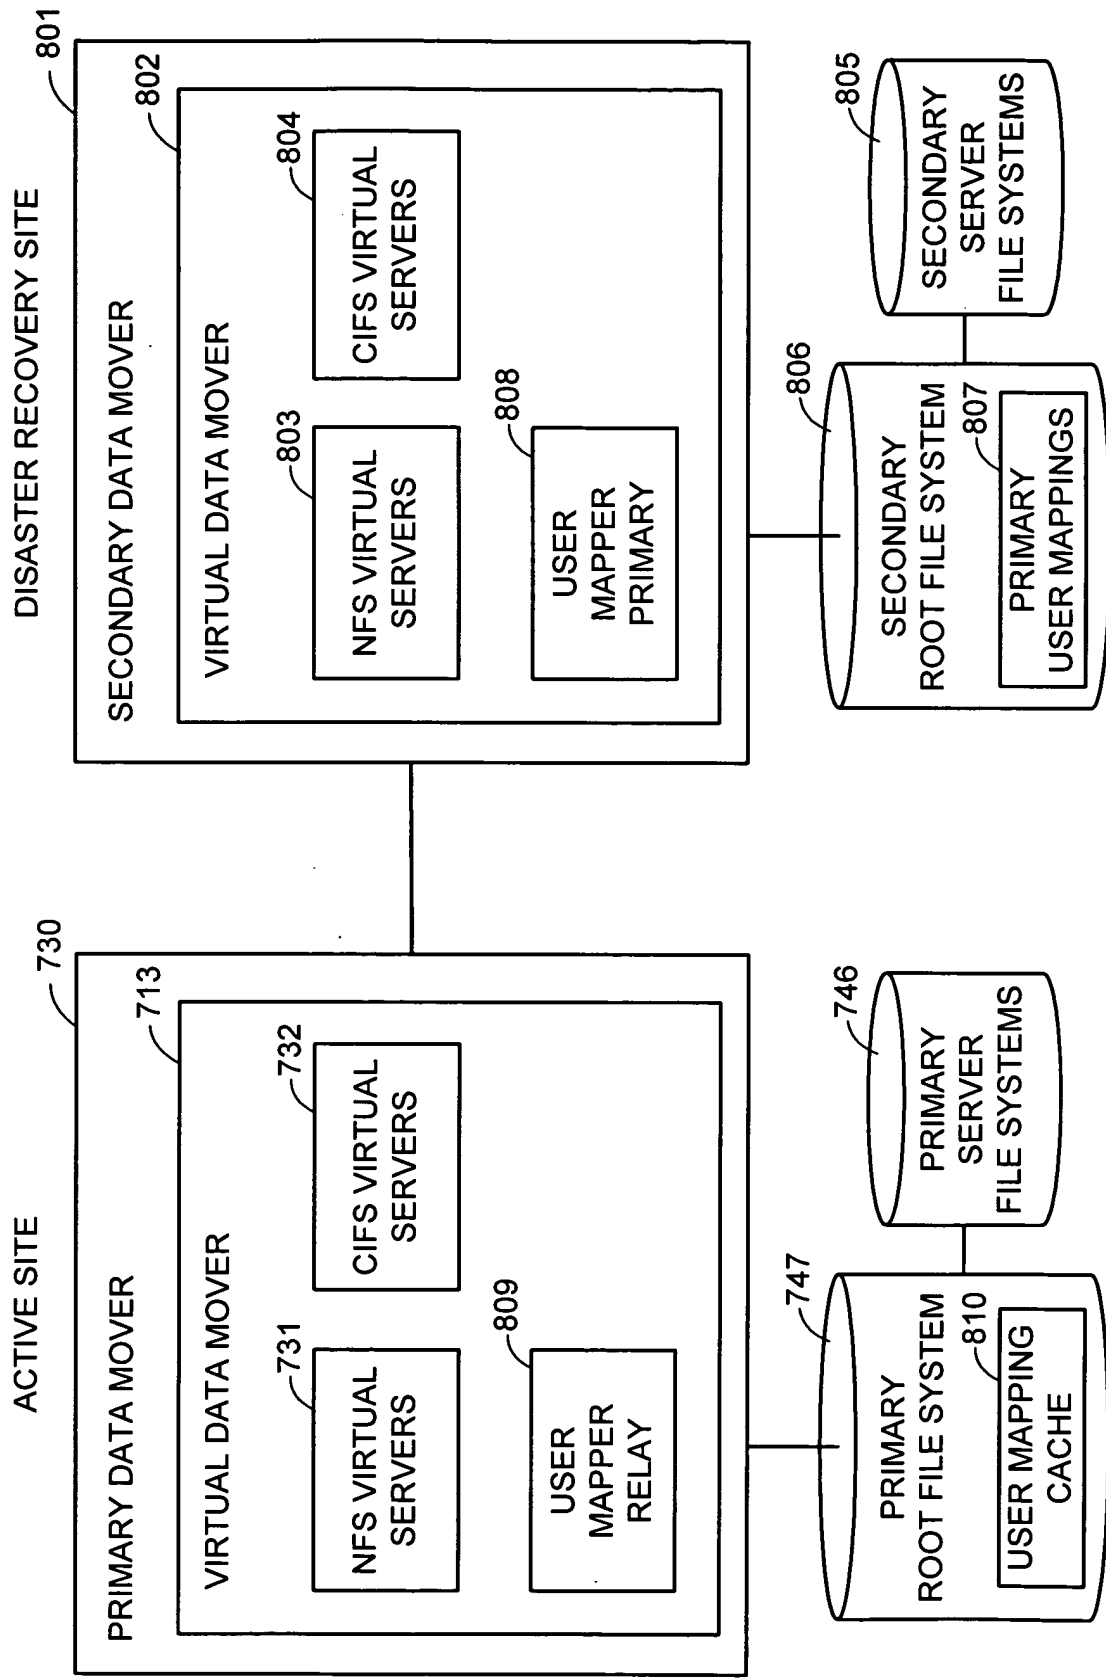 ACTIVE SITE
730
PRIMARY DATA MOVER
713
VIRTUAL DATA MOVER
731
NFS VIRTUAL
SERVERS
732
CIFS VIRTUAL
SERVERS
809
USER
MAPPER
RELAY
747
PRIMARY
ROOT FILE SYSTEM
810
USER MAPPING
CACHE
746
PRIMARY
SERVER
FILE SYSTEMS
DISASTER RECOVERY SITE
801
SECONDARY DATA MOVER
802
VIRTUAL DATA MOVER
803
NFS VIRTUAL
SERVERS
804
CIFS VIRTUAL
SERVERS
808
USER
MAPPER
PRIMARY
806
SECONDARY
ROOT FILE SYSTEM
807
PRIMARY
USER MAPPINGS
805
SECONDARY
SERVER
FILE SYSTEMS